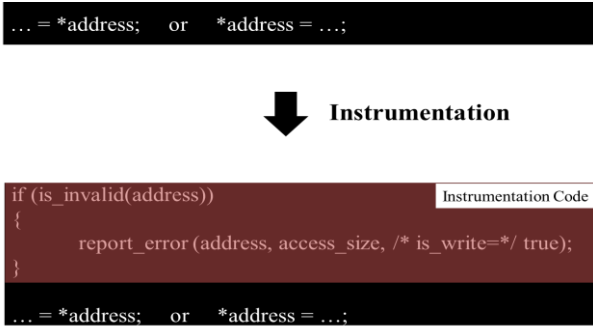 … = *address;    or    *address = …;
Instrumentation
if (is_invalid(address))
Instrumentation Code
{
report_error (address, access_size, /* is_write=*/ true);
}
… = *address;    or    *address = …;